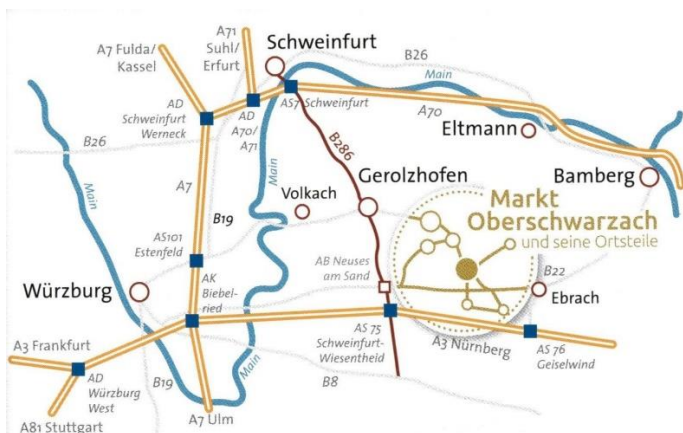 A71
Suhl/
Erfurt
A7 Fulda/
Kassel
Schweinfurt
B26
Main
Main
AS7 Schweinfurt
A70
AD
Schweinfurt
Werneck
AD
A70/
A71
B26
Main
Eltmann
B286
A7
Main
Gerolzhofen
Bamberg
Volkach
Markt
Oberschwarzach
und seine Ortsteile
B19
AS101
Estenfeld
AB Neuses
am Sand
B22
AK
Biebel-
ried
Würzburg
Ebrach
A3 Frankfurt
AS 75
Schweinfurt-
Wiesentheid
A3 Nürnberg
AS 76
Geiselwind
Main
B19
B8
AD
Würzburg
West
A81 Stuttgart
A7 Ulm